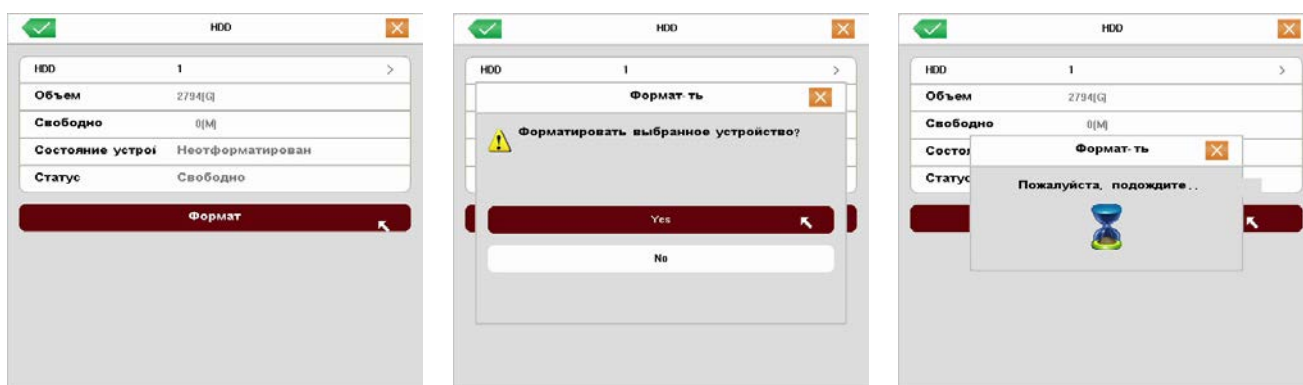 HDD
HDD 1 >
Объем 2794[G]
Свободно 0[M]
Состояние устрої Неотформатирован
Статус Свободно
Формат
HDD
HDD 1 >
Формат-ть
Форматировать выбранное устройство?
Yes
No
HDD
HDD 1 >
Объем 2794[G]
Свободно 0[M]
Состоя
Формат-ть
Статус
Пожалуйста, подождите..